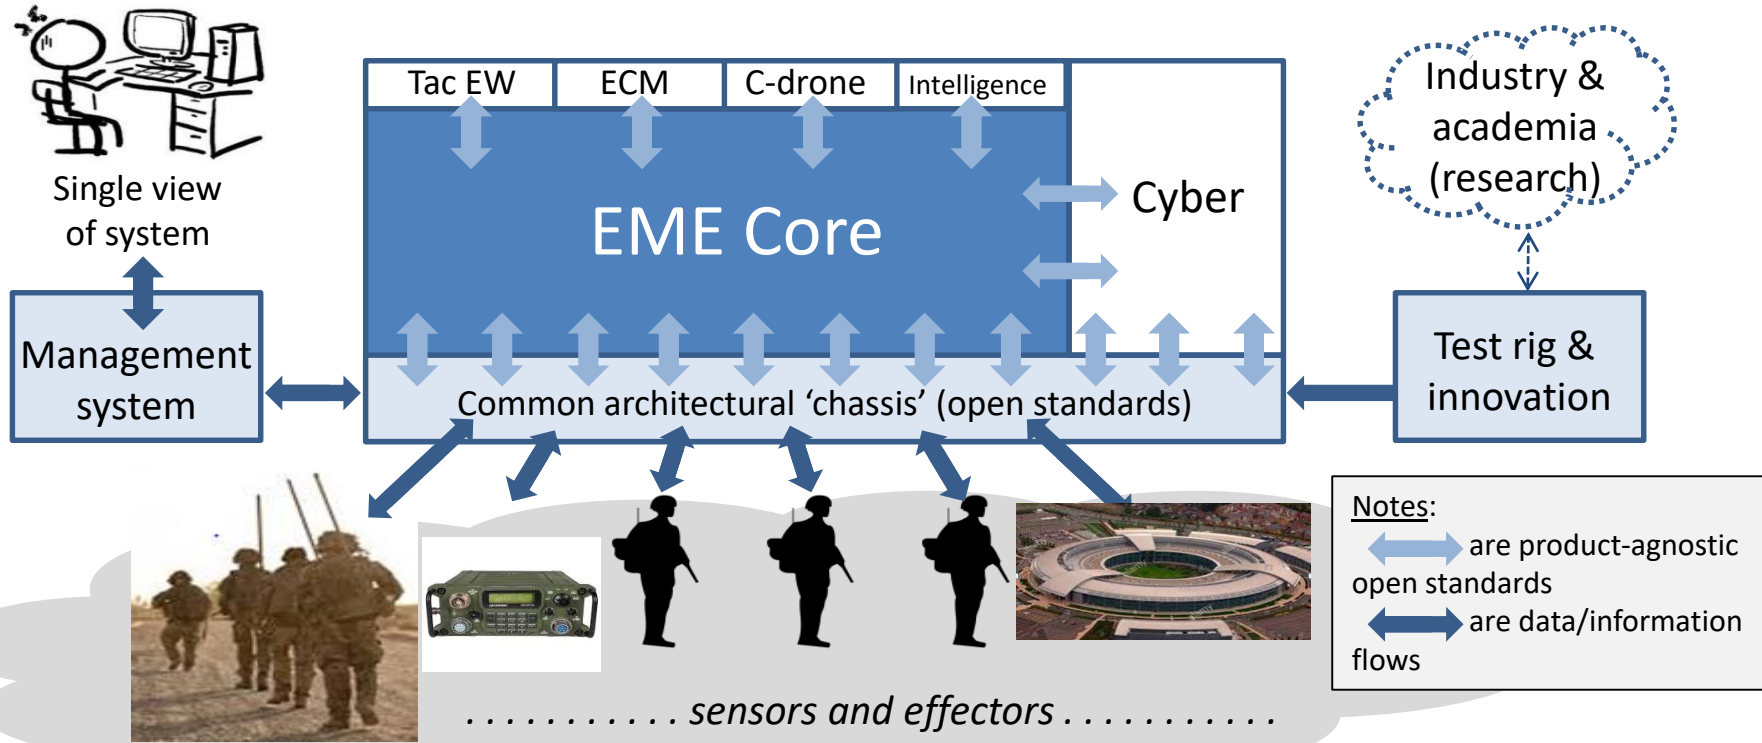 Tac EW
ECM
C-drone
Intelligence
Industry &
academia
(research)
Single view
of system
EME Core
Cyber
Management
system
Test rig &
innovation
Common architectural ‘chassis’ (open standards)
Notes:
are product-agnostic
open standards
are data/information
flows
. . . . . . . . . . . sensors and effectors . . . . . . . . . . .